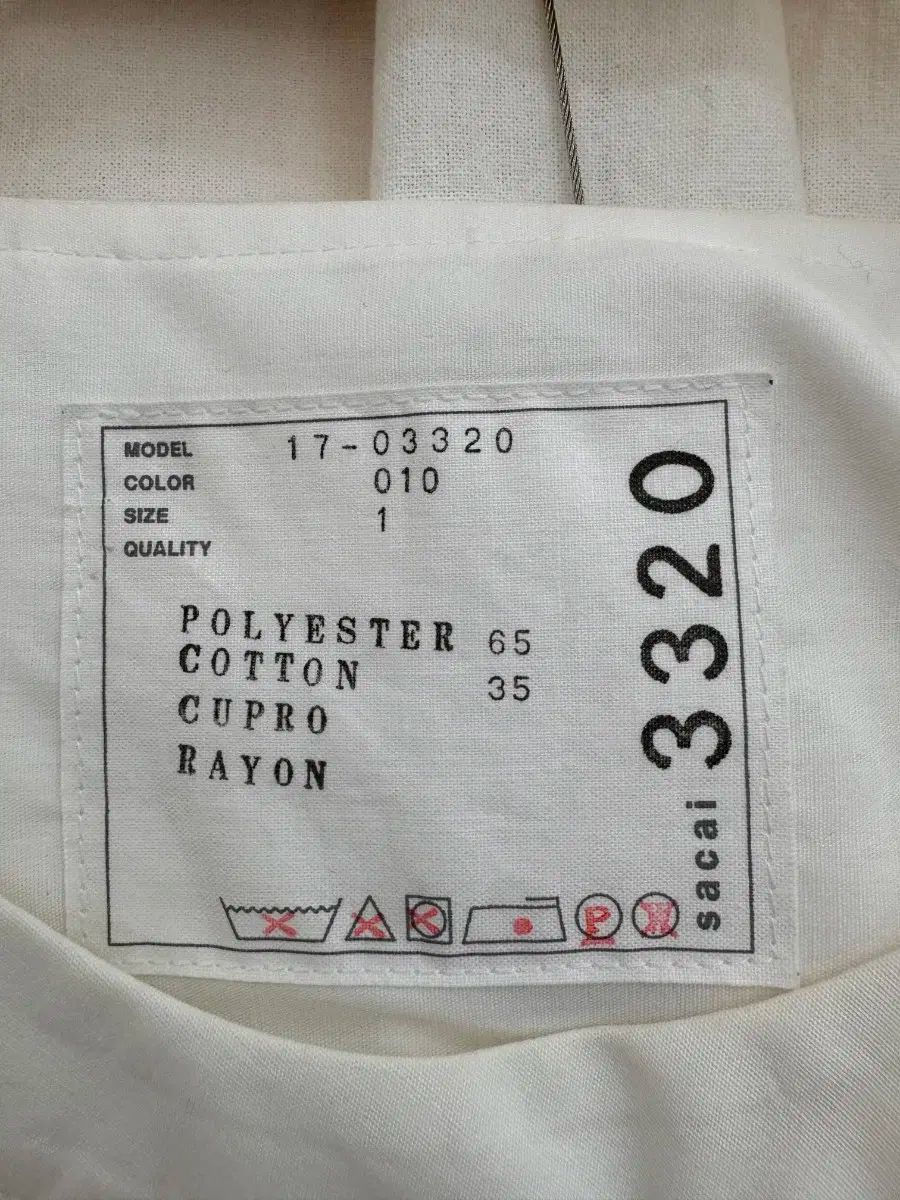 MODEL 17-03320
COLOR 010
SIZE 1
QUALITY
POLYESTER 65
COTTON 35
CUPRO
RAYON
P
sacai 3320